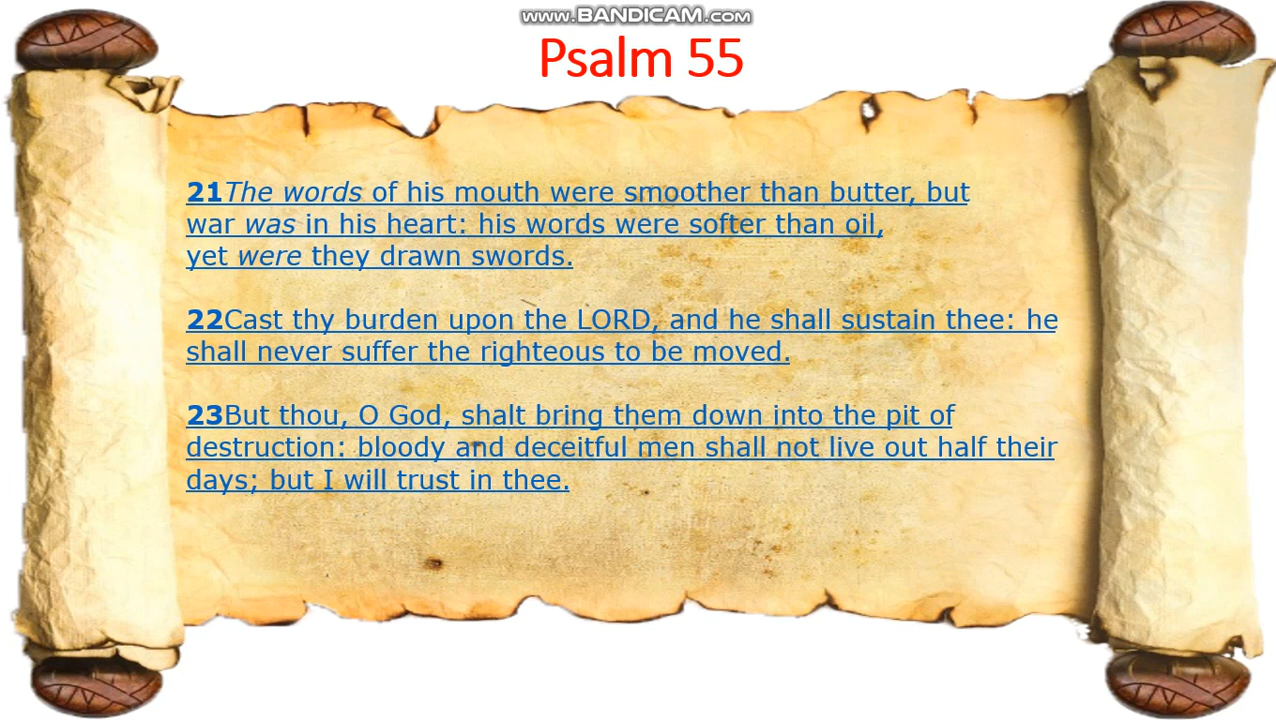 www.BANDICAM.com
Psalm 55
21The words of his mouth were smoother than butter, but
war was in his heart: his words were softer than oil,
yet were they drawn swords.
22Cast thy burden upon the LORD, and he shall sustain thee: he
shall never suffer the righteous to be moved.
23But thou, O God, shalt bring them down into the pit of
destruction: bloody and deceitful men shall not live out half their
days; but I will trust in thee.